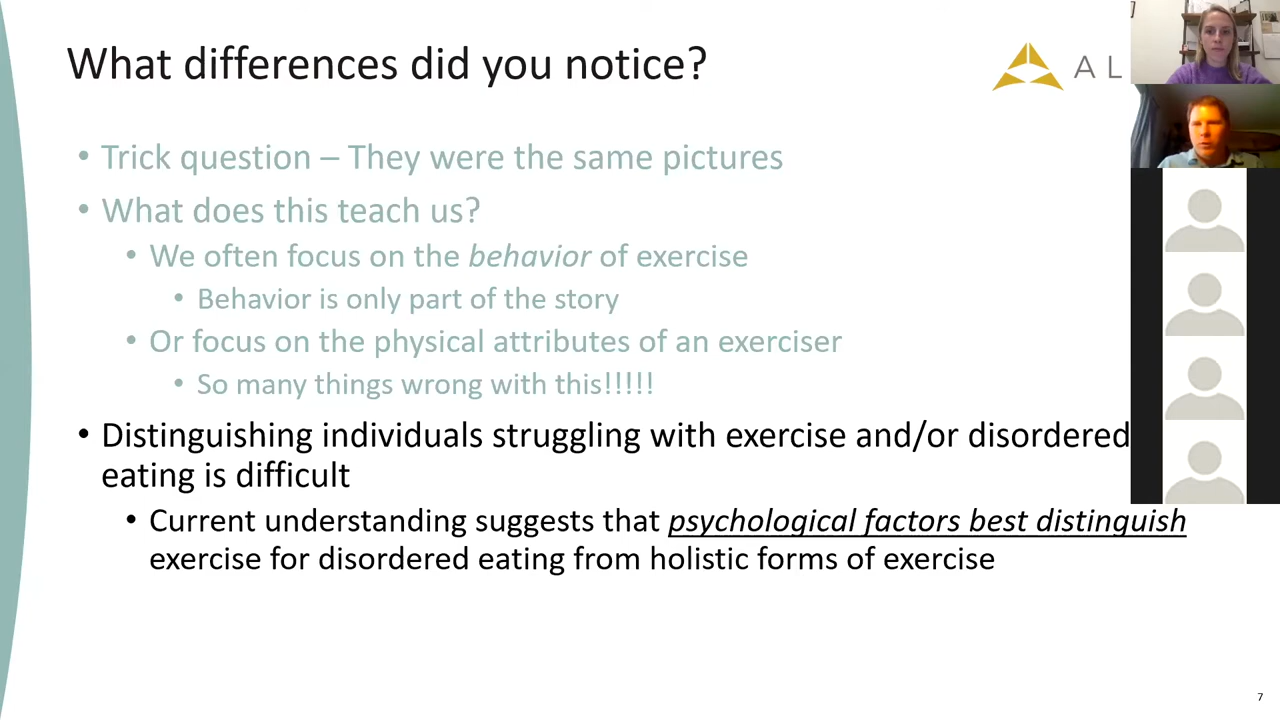 What differences did you notice?
AL
• Trick question – They were the same pictures
• What does this teach us?
• We often focus on the behavior of exercise
• Behavior is only part of the story
• Or focus on the physical attributes of an exerciser
• So many things wrong with this!!!!!
• Distinguishing individuals struggling with exercise and/or disordered
eating is difficult
• Current understanding suggests that psychological factors best distinguish
exercise for disordered eating from holistic forms of exercise
7